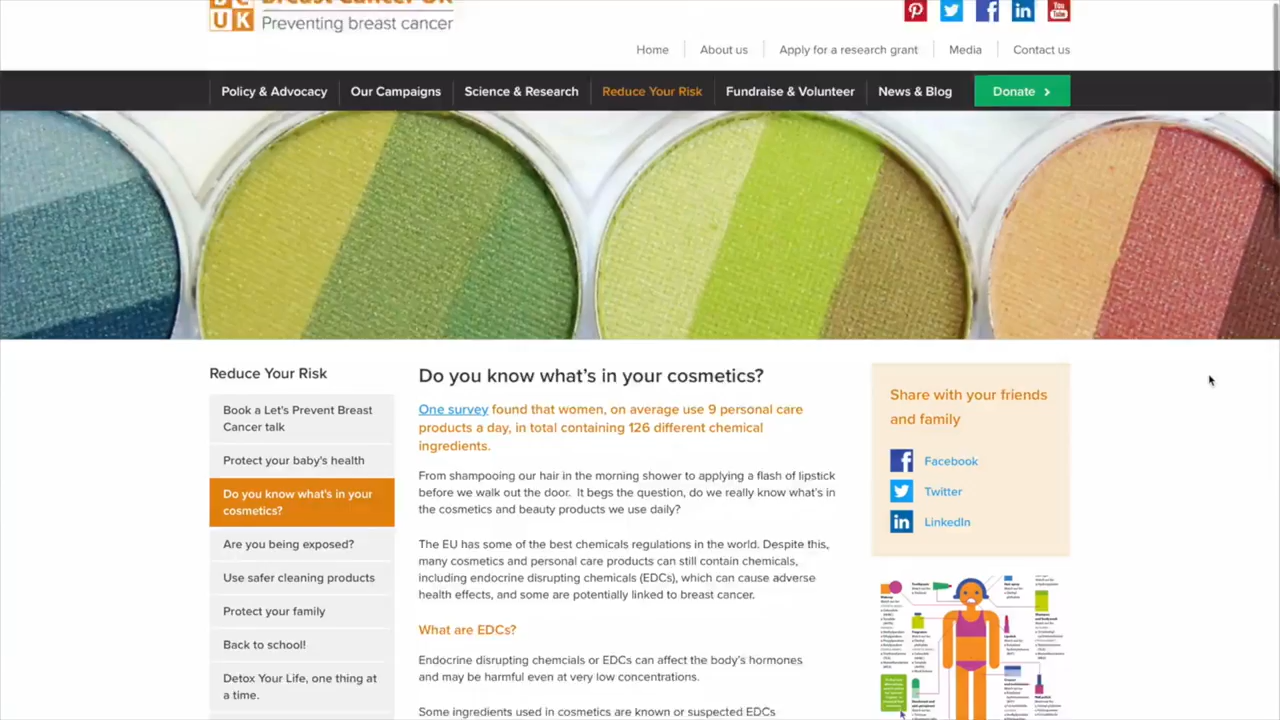 UK
Preventing breast cancer
Home
About us
Apply for a research grant
Media
Contact us
Policy & Advocacy
Our Campaigns
Science & Research
Reduce Your Risk
Fundraise & Volunteer
News & Blog
Donate
Reduce Your Risk
Book a Let's Prevent Breast
Cancer talk
Protect your baby's health
Do you know what's in your
cosmetics?
Are you being exposed?
Use safer cleaning products
Protect your family
Back to school!
Detox Your Life, one thing at
a time.
Do you know what's in your cosmetics?
One survey found that women, on average use 9 personal care
products a day, in total containing 126 different chemical
ingredients.
From shampooing our hair in the morning shower to applying a flash of lipstick
before we walk out the door. It begs the question, do we really know what's in
the cosmetics and beauty products we use daily?
The EU has some of the best chemicals regulations in the world. Despite this,
many cosmetics and personal care products can still contain chemicals,
including endocrine disrupting chemicals (EDCs), which can cause adverse
health effects, and some are potentially linked to breast cancer.
What are EDCs?
Endocrine disrupting chemicals or EDCs can affect the body's hormones
and may be harmful even at very low concentrations.
Some ingredients used in cosmetics are known or suspected EDCs
Share with your friends
and family
Facebook
Twitter
LinkedIn